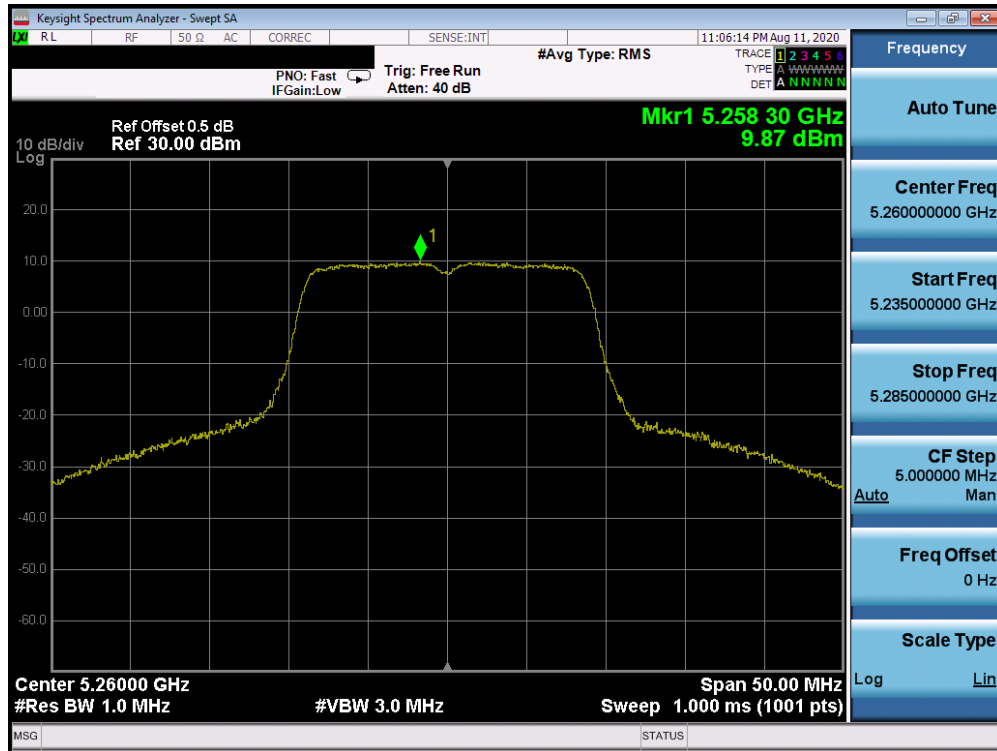 Keysight Spectrum Analyzer - Swept SA
LXI RL RF 50 Ω AC CORREC SENSE:INT 11:06:14 PM Aug 11, 2020
#Avg Type: RMS TRACE 1 2 3 4 5 6
PNO: Fast Trig: Free Run TYPE A WWWWW
IFGain:Low Atten: 40 dB DET A N N N N N
Ref Offset 0.5 dB Mkr1 5.258 30 GHz
10 dB/div Ref 30.00 dBm 9.87 dBm
Log
1
20.0
10.0
0.00
-10.0
-20.0
-30.0
-40.0
-50.0
-60.0
Center 5.26000 GHz Span 50.00 MHz
#Res BW 1.0 MHz #VBW 3.0 MHz Sweep 1.000 ms (1001 pts)
MSG STATUS
Frequency
Auto Tune
Center Freq
5.260000000 GHz
Start Freq
5.235000000 GHz
Stop Freq
5.285000000 GHz
CF Step
5.000000 MHz
Auto Man
Freq Offset
0 Hz
Scale Type
Log Lin